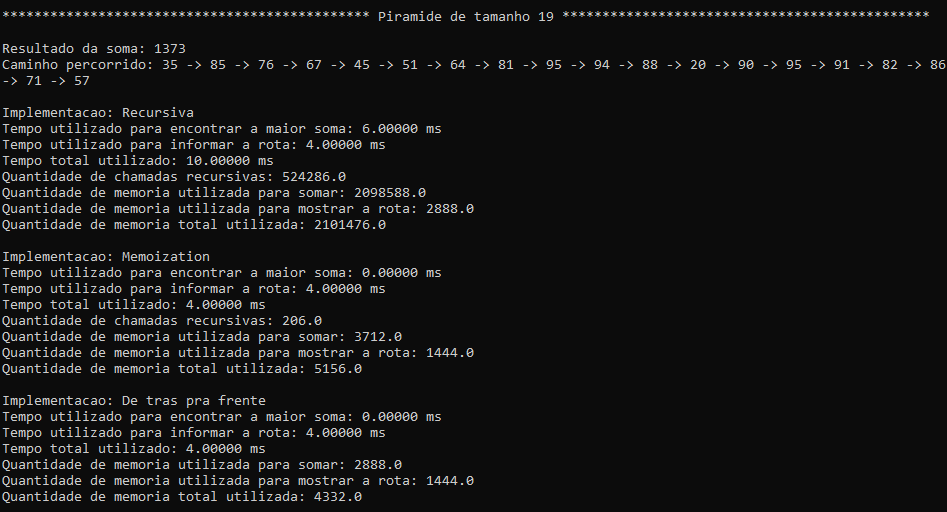 ********************************************** Piramide de tamanho 19 **********************************************
Resultado da soma: 1373
Caminho percorrido: 35 -> 85 -> 76 -> 67 -> 45 -> 51 -> 64 -> 81 -> 95 -> 94 -> 88 -> 20 -> 90 -> 95 -> 91 -> 82 -> 86
-> 71 -> 57
Implementacao: Recursiva
Tempo utilizado para encontrar a maior soma: 6.00000 ms
Tempo utilizado para informar a rota: 4.00000 ms
Tempo total utilizado: 10.00000 ms
Quantidade de chamadas recursivas: 524286.0
Quantidade de memoria utilizada para somar: 2098588.0
Quantidade de memoria utilizada para mostrar a rota: 2888.0
Quantidade de memoria total utilizada: 2101476.0
Implementacao: Memoization
Tempo utilizado para encontrar a maior soma: 0.00000 ms
Tempo utilizado para informar a rota: 4.00000 ms
Tempo total utilizado: 4.00000 ms
Quantidade de chamadas recursivas: 206.0
Quantidade de memoria utilizada para somar: 3712.0
Quantidade de memoria utilizada para mostrar a rota: 1444.0
Quantidade de memoria total utilizada: 5156.0
Implementacao: De tras pra frente
Tempo utilizado para encontrar a maior soma: 0.00000 ms
Tempo utilizado para informar a rota: 4.00000 ms
Tempo total utilizado: 4.00000 ms
Quantidade de memoria utilizada para somar: 2888.0
Quantidade de memoria utilizada para mostrar a rota: 1444.0
Quantidade de memoria total utilizada: 4332.0